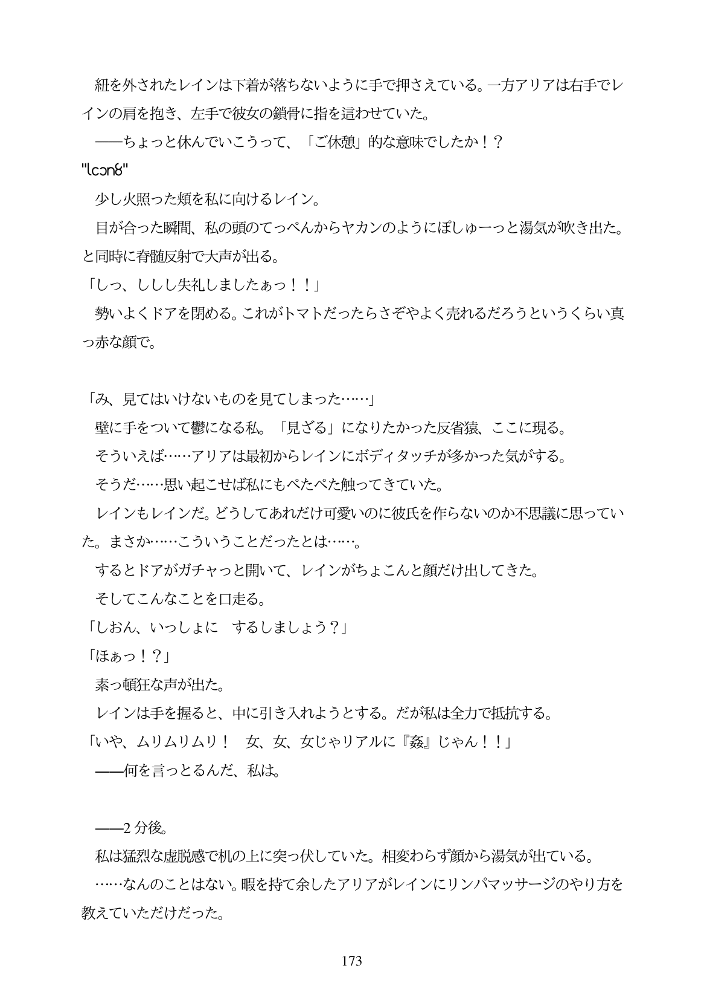 紐を外されたレインは下着が落ちないように手で押さえている。一方アリアは右手でレ
インの肩を抱き、左手で彼女の鎖骨に指を這わせていた。
――ちょっと休んでいこうって、「ご休憩」的な意味でしたか！？
少し火照った頬を私に向けるレイン。
目が合った瞬間、私の頭のてっぺんからヤカンのようにぽしゅーっと湯気が吹き出た。
と同時に脊髄反射で大声が出る。
「しっ、ししし失礼しましたぁっ！！」
勢いよくドアを閉める。これがトマトだったらさぞやよく売れるだろうというくらい真
っ赤な顔で。
「み、見てはいけないものを見てしまった……」
壁に手をついて鬱になる私。「見ざる」になりたかった反省猿、ここに現る。
そういえば……アリアは最初からレインにボディタッチが多かった気がする。
そうだ……思い起こせば私にもぺたぺた触ってきていた。
レインもレインだ。どうしてあれだけ可愛いのに彼氏を作らないのか不思議に思ってい
た。まさか……こういうことだったとは……。
するとドアがガチャっと開いて、レインがちょこんと顔だけ出してきた。
そしてこんなことを口走る。
「しおん、いっしょに　するしましょう？」
「ほぁっ！？」
素っ頓狂な声が出た。
レインは手を握ると、中に引き入れようとする。だが私は全力で抵抗する。
「いや、ムリムリムリ！　女、女、女じゃリアルに『姦』じゃん！！」
――何を言っとるんだ、私は。
――2 分後。
私は猛烈な虚脱感で机の上に突っ伏していた。相変わらず顔から湯気が出ている。
……なんのことはない。暇を持て余したアリアがレインにリンパマッサージのやり方を
教えていただけだった。
173